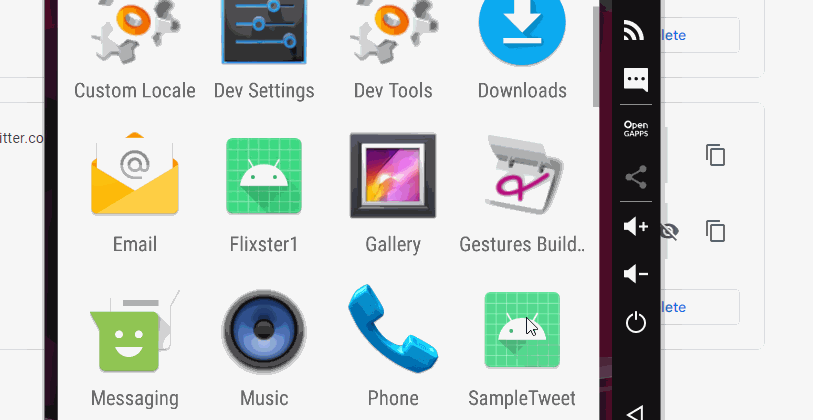 Custom Locale
Dev Settings
Dev Tools
Downloads
Email
Flixster1
Gallery
Gestures Build..
Messaging
Music
Phone
SampleTweet
Open
GAPPS
itter.co
lete
lete